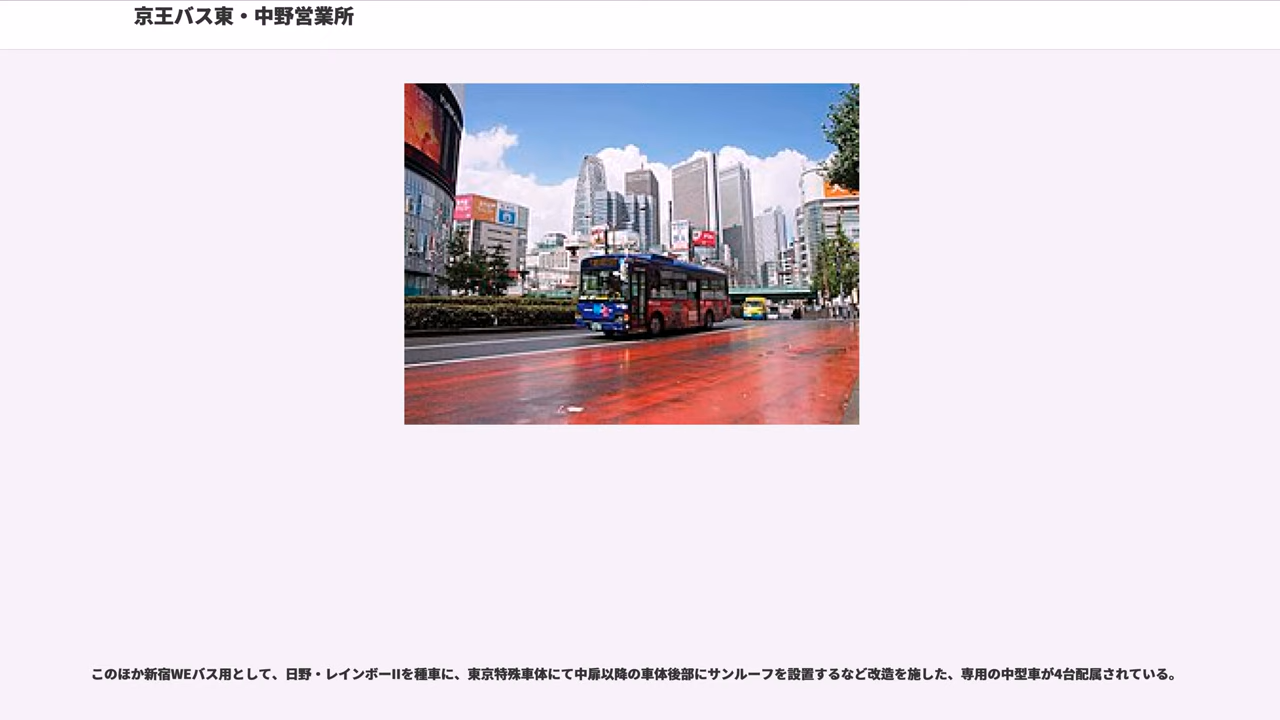 京王バス東・中野営業所
このほか新宿WEバス用として、日野・レインボーIIを種車に、東京特殊車体にて中扉以降の車体後部にサンルーフを設置するなど改造を施した、専用の中型車が4台配属されている。